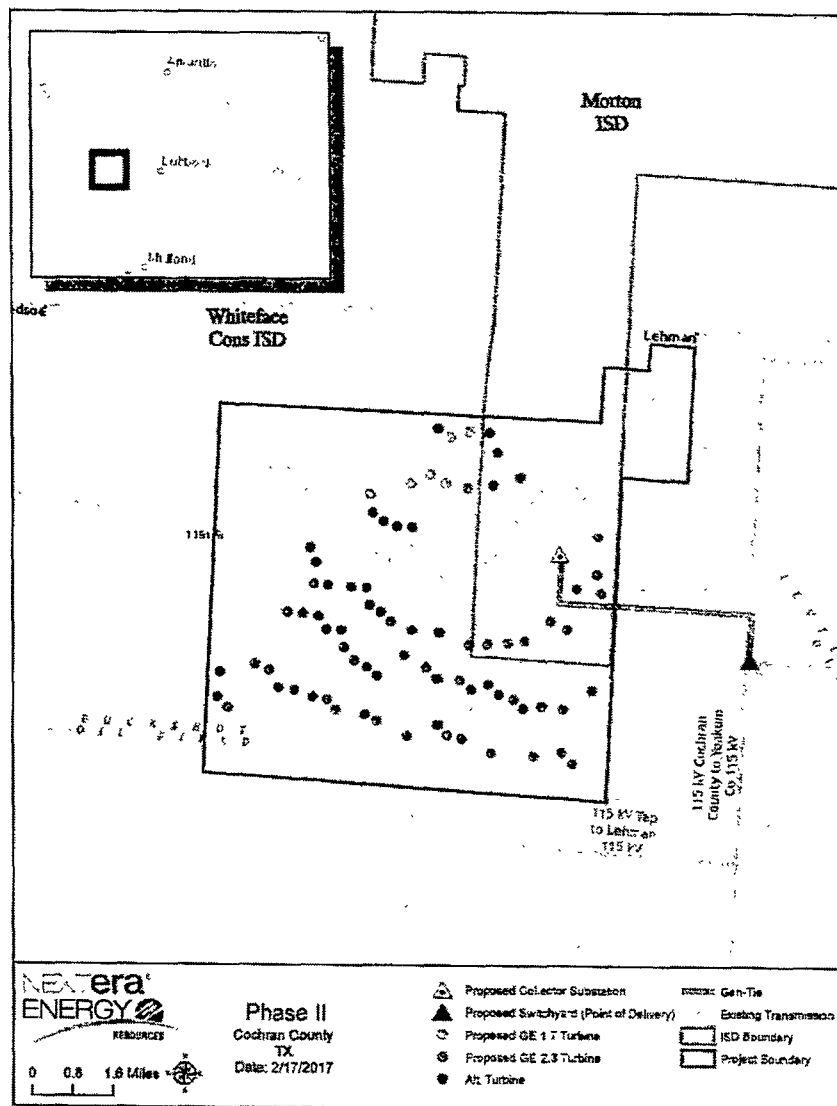 Amarillo
Lubbock
Midland
Morton
ISD
Whiteface
Cons ISD
Lehman
115 kV Cochran
County to Yoakum
Co 115 kV
115 kV Tap
to Lehman
115 kV
NEXTera
ENERGY
RESOURCES
0 0.8 1.6 Miles
Phase II
Cochran County
TX
Date: 2/17/2017
Proposed Collector Substation
Proposed Switchyard (Point of Delivery)
Proposed GE 1.7 Turbine
Proposed GE 2.3 Turbine
Alt. Turbine
Gen-Tie
Existing Transmission
ISD Boundary
Project Boundary